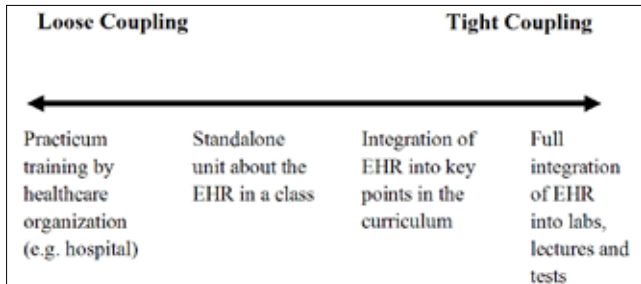 Loose Coupling
Tight Coupling
Practicum
training by
healthcare
organization
(e.g. hospital)
Standalone
unit about the
EHR in a class
Integration of
EHR into key
points in the
curriculum
Full
integration
of EHR
into labs,
lectures and
tests